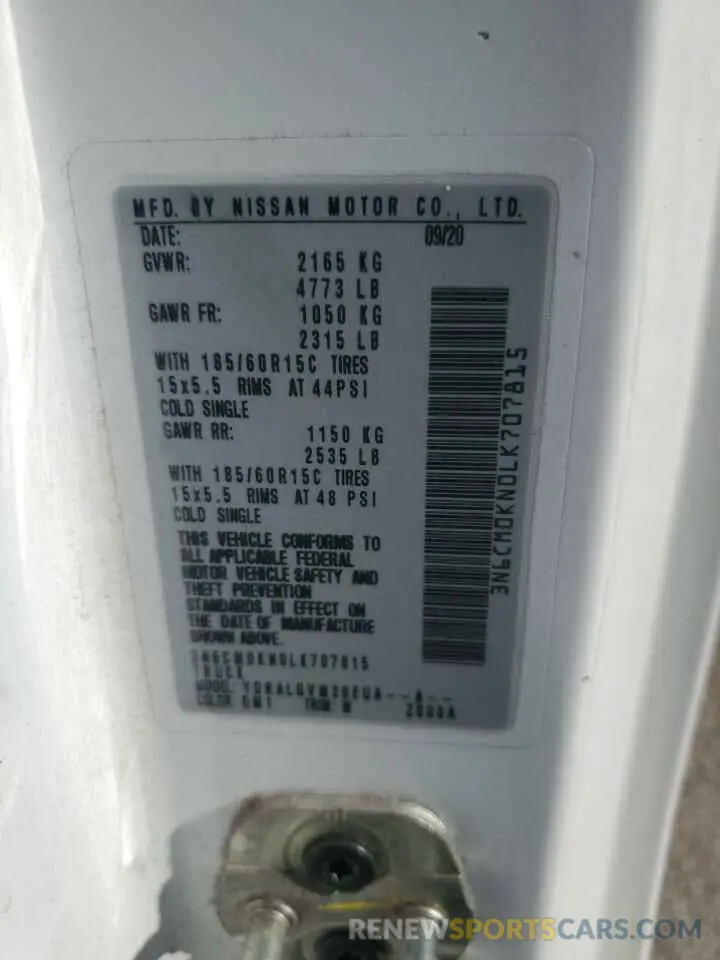 MFD. BY NISSAN MOTOR CO., LTD.
DATE: 09/20
GVWR: 2165 KG
4773 LB
GAWR FR: 1050 KG
2315 LB
WITH 185/60R15C TIRES
15x5.5 RIMS AT 44PSI
COLD SINGLE
GAWR RR: 1150 KG
2535 LB
WITH 185/60R15C TIRES
15x5.5 RIMS AT 48 PSI
COLD SINGLE
THIS VEHICLE CONFORMS TO
ALL APPLICABLE FEDERAL
MOTOR VEHICLE SAFETY AND
THEFT PREVENTION
STANDARDS IN EFFECT ON
THE DATE OF MANUFACTURE
SHOWN ABOVE.
3N6CM0KN0LK707815
TRUCK
MODEL:
COLOR QM1 TRIM
3N6CM0KN0LK707815
RENEWSPORTSCARS.COM